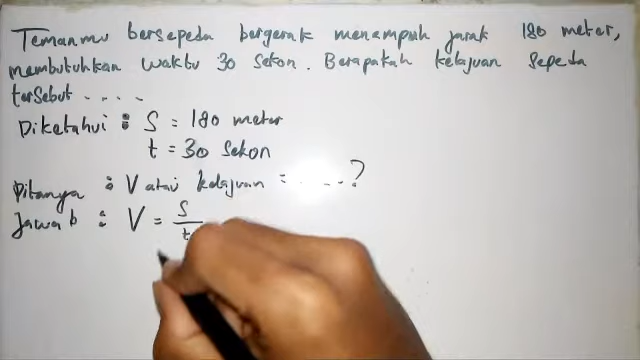 Temanmu bersepeda bergerak menempuh jarak 180 meter,
membutuhkan waktu 30 sekon. Berapakah kelajuan sepeda
tersebut . . . . .
Diketahui : S = 180 meter
t = 30 sekon
Ditanya : V atau kelajuan = . . . . ?
Jawab : V = S
t